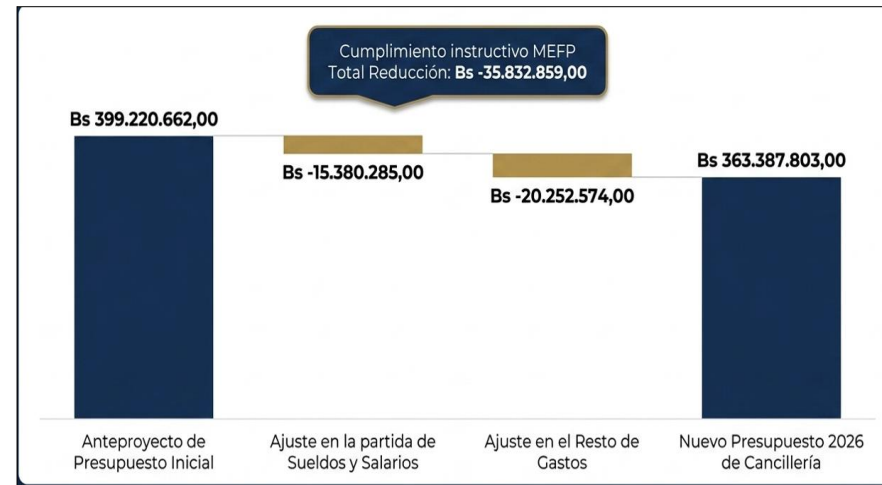 Cumplimiento instructivo MEFP
Total Reducción: Bs -35.832.859,00
Bs 399.220.662,00
Bs -15.380.285,00
Bs -20.252.574,00
Bs 363.387.803,00
Anteproyecto de
Presupuesto Inicial
Ajuste en la partida de
Sueldos y Salarios
Ajuste en el Resto de
Gastos
Nuevo Presupuesto 2026
de Cancillería